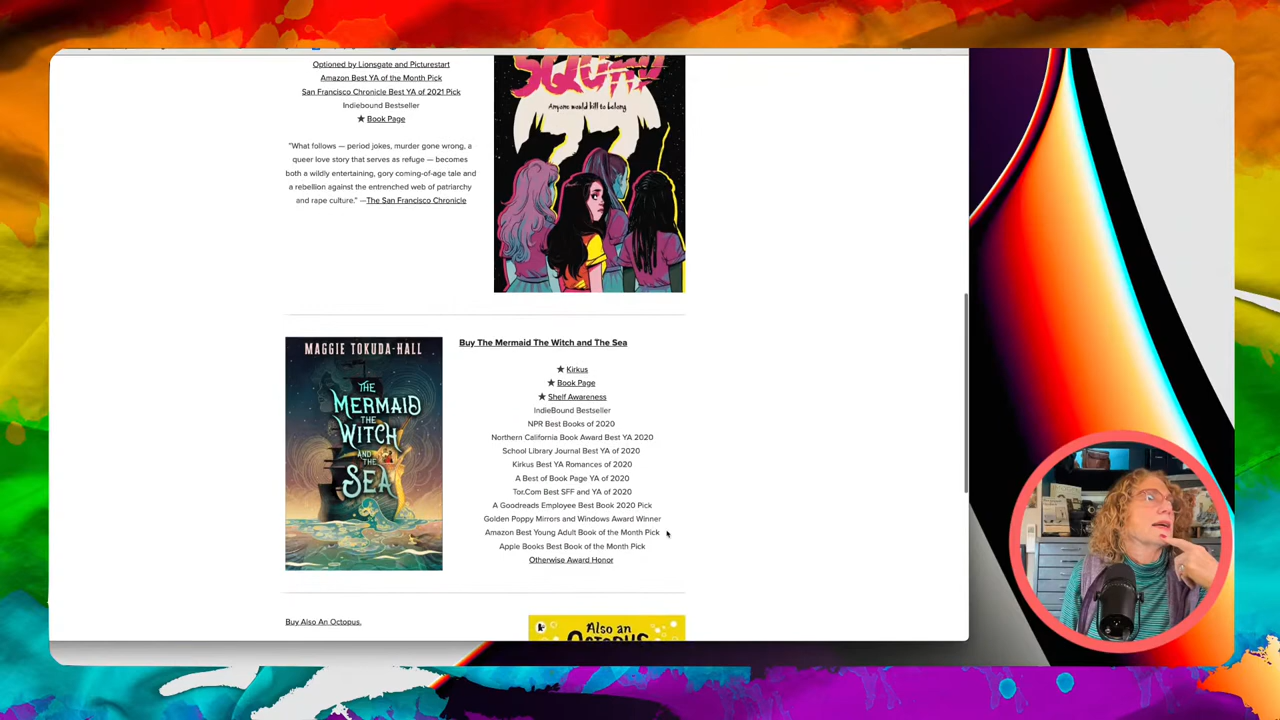 Optioned by Lionsgate and Picturestart
Amazon Best YA of the Month Pick
San Francisco Chronicle Best YA of 2021 Pick
Indiebound Bestseller
★ Book Page
"What follows — period jokes, murder gone wrong, a
queer love story that serves as refuge — becomes
both a wildly entertaining, gory coming-of-age tale and
a rebellion against the entrenched web of patriarchy
and rape culture." —The San Francisco Chronicle
SQUAD
Anyone would kill to belong
MAGGIE TOKUDA-HALL
THE
MERMAID
THE
WITCH
AND
THE
SEA
Buy The Mermaid The Witch and The Sea
★ Kirkus
★ Book Page
★ Shelf Awareness
IndieBound Bestseller
NPR Best Books of 2020
Northern California Book Award Best YA 2020
School Library Journal Best YA of 2020
Kirkus Best YA Romances of 2020
A Best of Book Page YA of 2020
Tor.Com Best SFF and YA of 2020
A Goodreads Employee Best Book 2020 Pick
Golden Poppy Mirrors and Windows Award Winner
Amazon Best Young Adult Book of the Month Pick
Apple Books Best Book of the Month Pick
Otherwise Award Honor
Buy Also An Octopus.
Also an
OCTOPUS